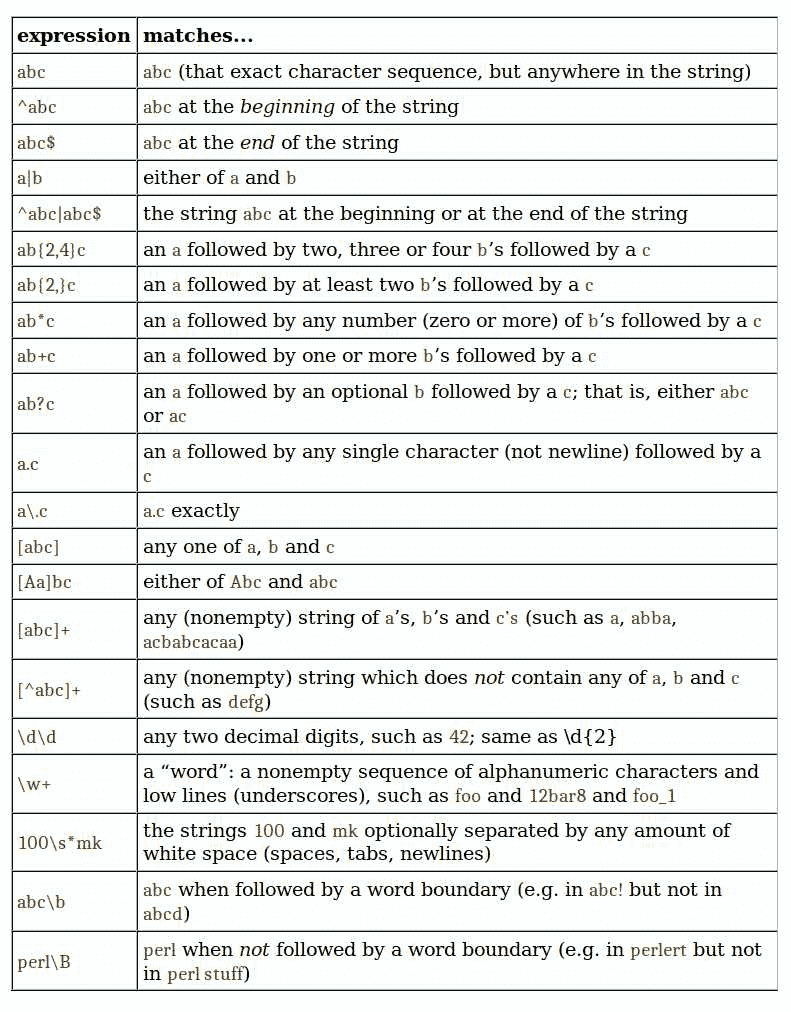 expression matches...
abc abc (that exact character sequence, but anywhere in the string)
^abc abc at the beginning of the string
abc$ abc at the end of the string
a|b either of a and b
^abc|abc$ the string abc at the beginning or at the end of the string
ab{2,4}c an a followed by two, three or four b’s followed by a c
ab{2,}c an a followed by at least two b’s followed by a c
ab*c an a followed by any number (zero or more) of b’s followed by a c
ab+c an a followed by one or more b’s followed by a c
ab?c an a followed by an optional b followed by a c; that is, either abc
or ac
a.c an a followed by any single character (not newline) followed by a
c
a\.c a.c exactly
[abc] any one of a, b and c
[Aa]bc either of Abc and abc
[abc]+ any (nonempty) string of a’s, b’s and c’s (such as a, abba,
acbabcacaa)
[^abc]+ any (nonempty) string which does not contain any of a, b and c
(such as defg)
\d\d any two decimal digits, such as 42; same as \d{2}
\w+ a “word”: a nonempty sequence of alphanumeric characters and
low lines (underscores), such as foo and 12bar8 and foo_1
100\s*mk the strings 100 and mk optionally separated by any amount of
white space (spaces, tabs, newlines)
abc\b abc when followed by a word boundary (e.g. in abc! but not in
abcd)
perl\B perl when not followed by a word boundary (e.g. in perlert but not
in perl stuff)